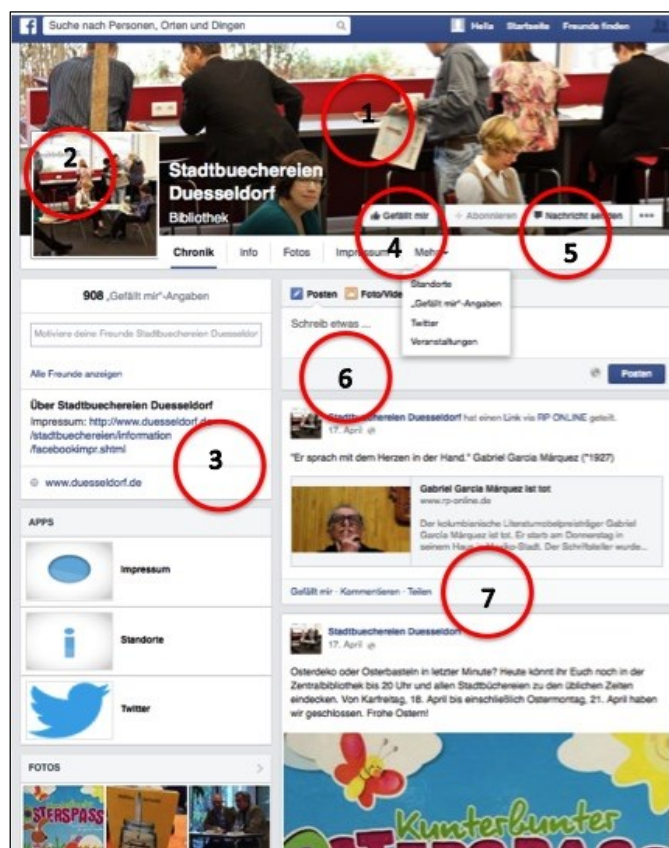 Suche nach Personen, Orten und Dingen
Hella Startseite Freunde finden
1
2
Stadtbuechereien
Duesseldorf
Bibliothek
Gefällt mir + Abonnieren Nachricht senden •••
4
5
Chronik Info Fotos Impressum Mehr
Standorte
„Gefällt mir“-Angaben
Twitter
Veranstaltungen
908 „Gefällt mir“-Angaben
Motiviere deine Freunde Stadtbuechereien Duesseldor
Alle Freunde anzeigen
Über Stadtbuechereien Duesseldorf
Impressum: http://www.duesseldorf.de
/stadtbuechereien/information
/facebookimpr.shtml
3
www.duesseldorf.de
APPS
Impressum
Standorte
Twitter
FOTOS
STERSPASS
Posten Foto/Video
Schreib etwas ...
6
Posten
Stadtbuechereien Duesseldorf hat einen Link via RP ONLINE geteilt.
17. April
"Er sprach mit dem Herzen in der Hand." Gabriel Garcia Márquez (*1927)
Gabriel Garcia Márquez ist tot
www.rp-online.de
Der kolumbianische Literaturnobelpreisträger Gabriel
Garcia Márquez ist tot. Er starb am Donnerstag in
seinem Haus in Mexiko-Stadt. Der Schriftsteller wurde...
Gefällt mir · Kommentieren · Teilen
7
Stadtbuechereien Duesseldorf
17. April
Osterdeko oder Osterbasteln in letzter Minute? Heute könnt ihr Euch noch in der
Zentralbibliothek bis 20 Uhr und allen Stadtbüchereien zu den üblichen Zeiten
eindecken. Von Karfreitag, 18. April bis einschließlich Ostermontag, 21. April haben
wir geschlossen. Frohe Ostern!
Kunterbunter
OSTERSPASS